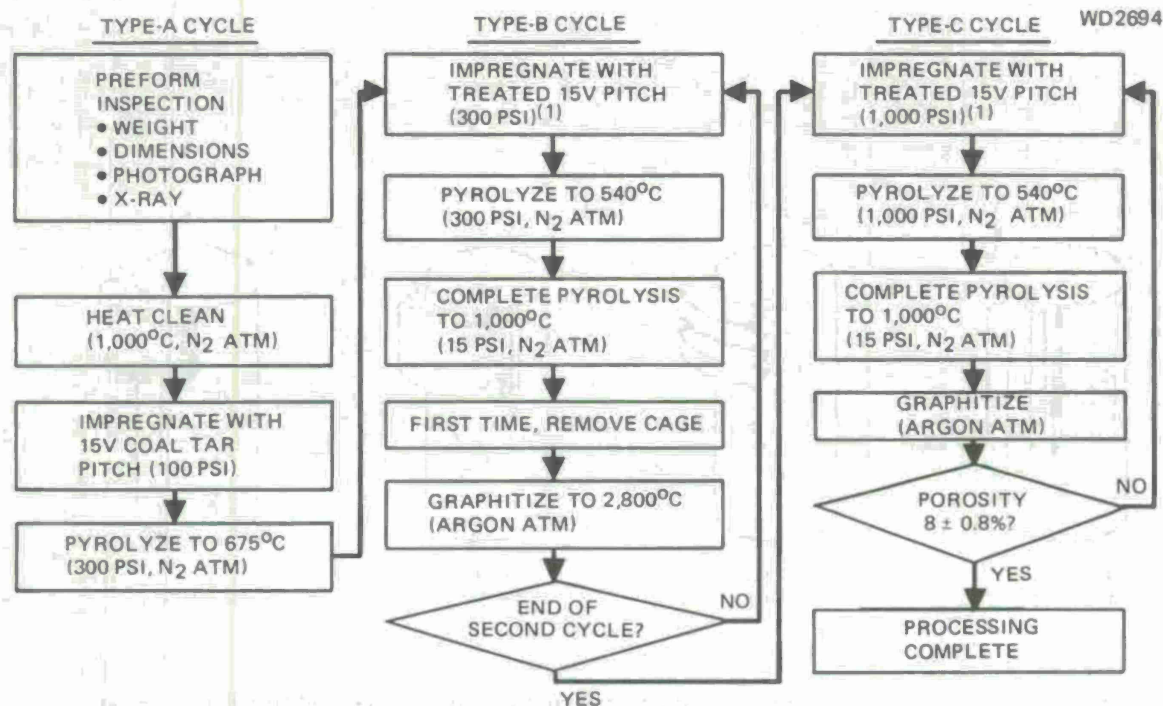 WD2694
TYPE-A CYCLE
PREFORM
INSPECTION
• WEIGHT
• DIMENSIONS
• PHOTOGRAPH
• X-RAY
HEAT CLEAN
(1,000°C, N₂ ATM)
IMPREGNATE WITH
15V COAL TAR
PITCH (100 PSI)
PYROLYZE TO 675°C
(300 PSI, N₂ ATM)
TYPE-B CYCLE
IMPREGNATE WITH
TREATED 15V PITCH
(300 PSI)(1)
PYROLYZE TO 540°C
(300 PSI, N₂ ATM)
COMPLETE PYROLYSIS
TO 1,000°C
(15 PSI, N₂ ATM)
FIRST TIME, REMOVE CAGE
GRAPHITIZE TO 2,800°C
(ARGON ATM)
END OF
SECOND CYCLE?
NO
YES
TYPE-C CYCLE
IMPREGNATE WITH
TREATED 15V PITCH
(1,000 PSI)(1)
PYROLYZE TO 540°C
(1,000 PSI, N₂ ATM)
COMPLETE PYROLYSIS
TO 1,000°C
(15 PSI, N₂ ATM)
GRAPHITIZE
(ARGON ATM)
POROSITY
8 ± 0.8%?
NO
YES
PROCESSING
COMPLETE